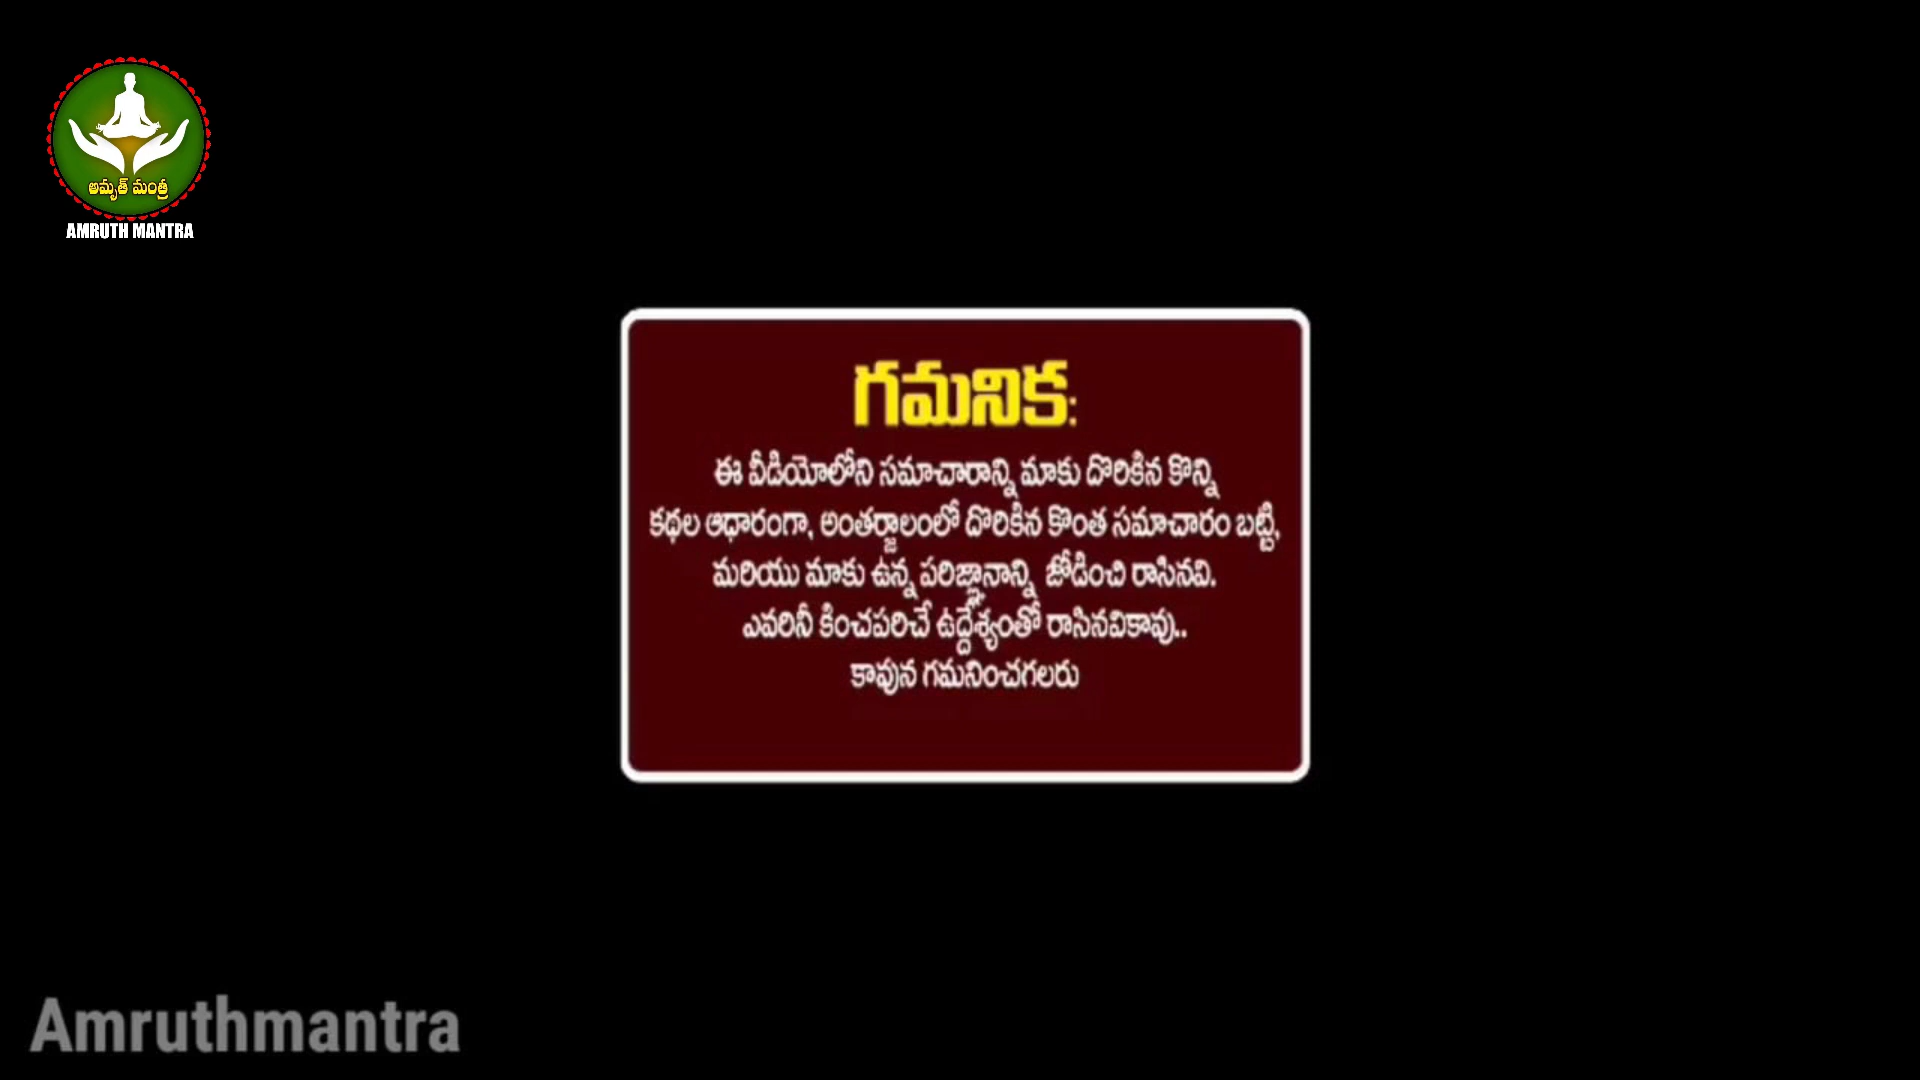 అమృత్ మంత్ర
AMRUTH MANTRA
గమనిక:
ఈ వీడియోలోని సమాచారాన్ని మాకు దొరికిన కొన్ని
కథల ఆధారంగా, అంతర్జాలంలో దొరికిన కొంత సమాచారం బట్టి,
మరియు మాకు ఉన్న పరిజ్ఞానాన్ని జోడించి రాసినవి.
ఎవరినీ కించపరిచే ఉద్దేశ్యంతో రాసినవికావు..
కావున గమనించగలరు
Amruthmantra